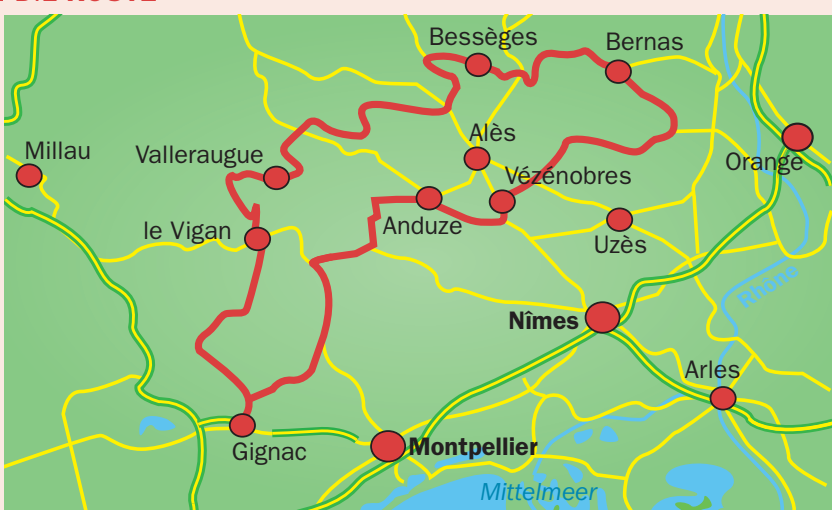 Bessèges
Bernas
Millau
Valleraugue
Alès
Orange
Vézénobres
le Vigan
Anduze
Uzès
Rhône
Nîmes
Arles
Gignac
Montpellier
Mittelmeer